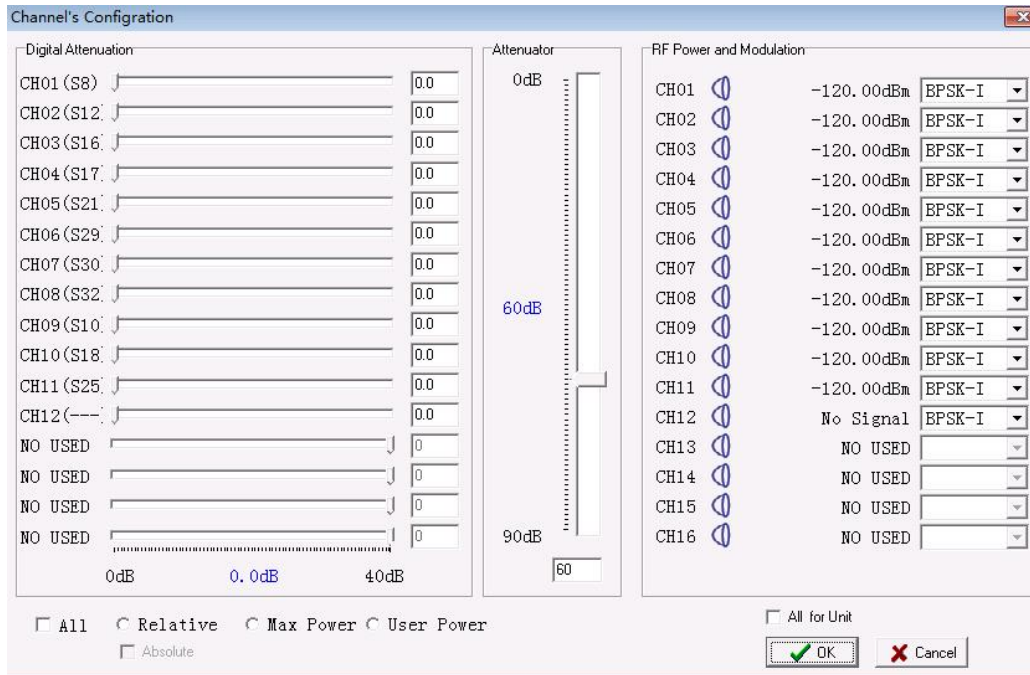 Channel's Configration
Digital Attenuation
CH01(S8) 0.0
CH02(S12 0.0
CH03(S16 0.0
CH04(S17 0.0
CH05(S21 0.0
CH06(S29 0.0
CH07(S30 0.0
CH08(S32 0.0
CH09(S10 0.0
CH10(S18 0.0
CH11(S25 0.0
CH12(--- 0.0
NO USED 0
NO USED 0
NO USED 0
NO USED 0
0dB 0.0dB 40dB
Attenuator
0dB
60dB
90dB
60
RF Power and Modulation
CH01 -120.00dBm BPSK-I
CH02 -120.00dBm BPSK-I
CH03 -120.00dBm BPSK-I
CH04 -120.00dBm BPSK-I
CH05 -120.00dBm BPSK-I
CH06 -120.00dBm BPSK-I
CH07 -120.00dBm BPSK-I
CH08 -120.00dBm BPSK-I
CH09 -120.00dBm BPSK-I
CH10 -120.00dBm BPSK-I
CH11 -120.00dBm BPSK-I
CH12 No Signal BPSK-I
CH13 NO USED
CH14 NO USED
CH15 NO USED
CH16 NO USED
All Relative Max Power User Power
Absolute
All for Unit
OK Cancel